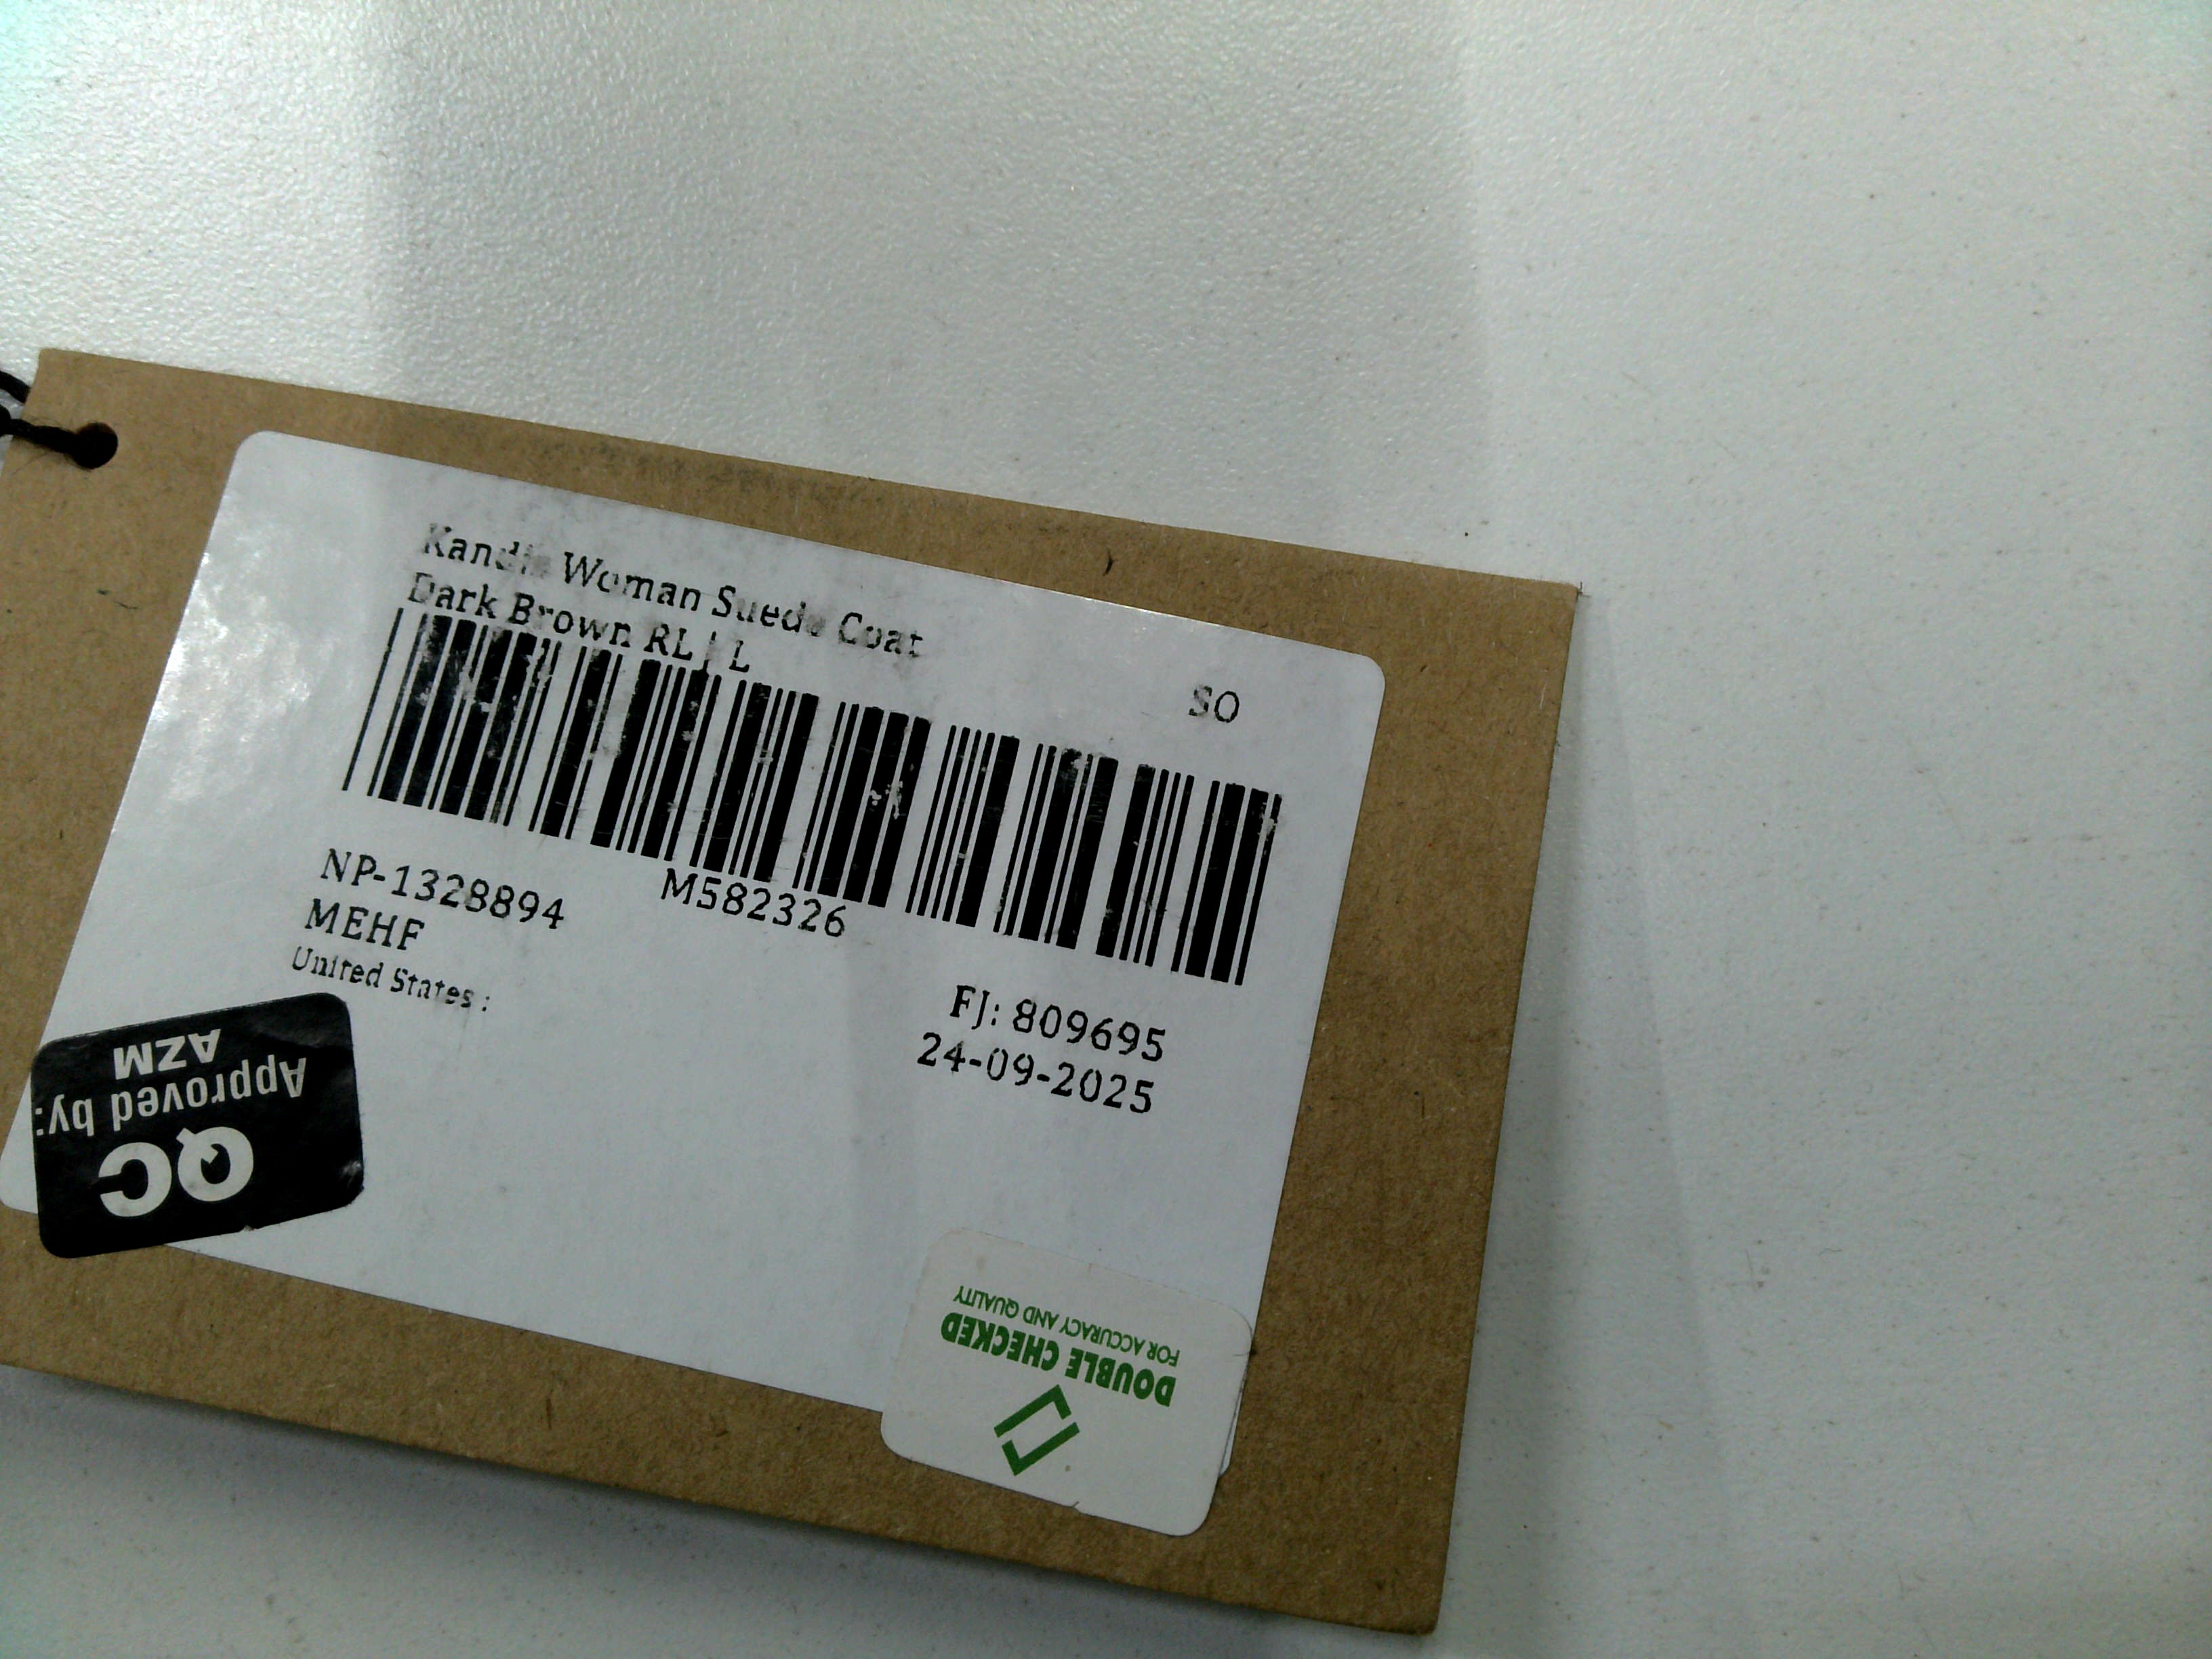 Woman Suede Coat
Dark Brown RL | L
SO
M582326
NP-1328894
MEHF
United States :
FJ: 809695
24-09-2025
QC
Approved by:
AZM
DOUBLE CHECKED
FOR ACCURACY AND QUALITY